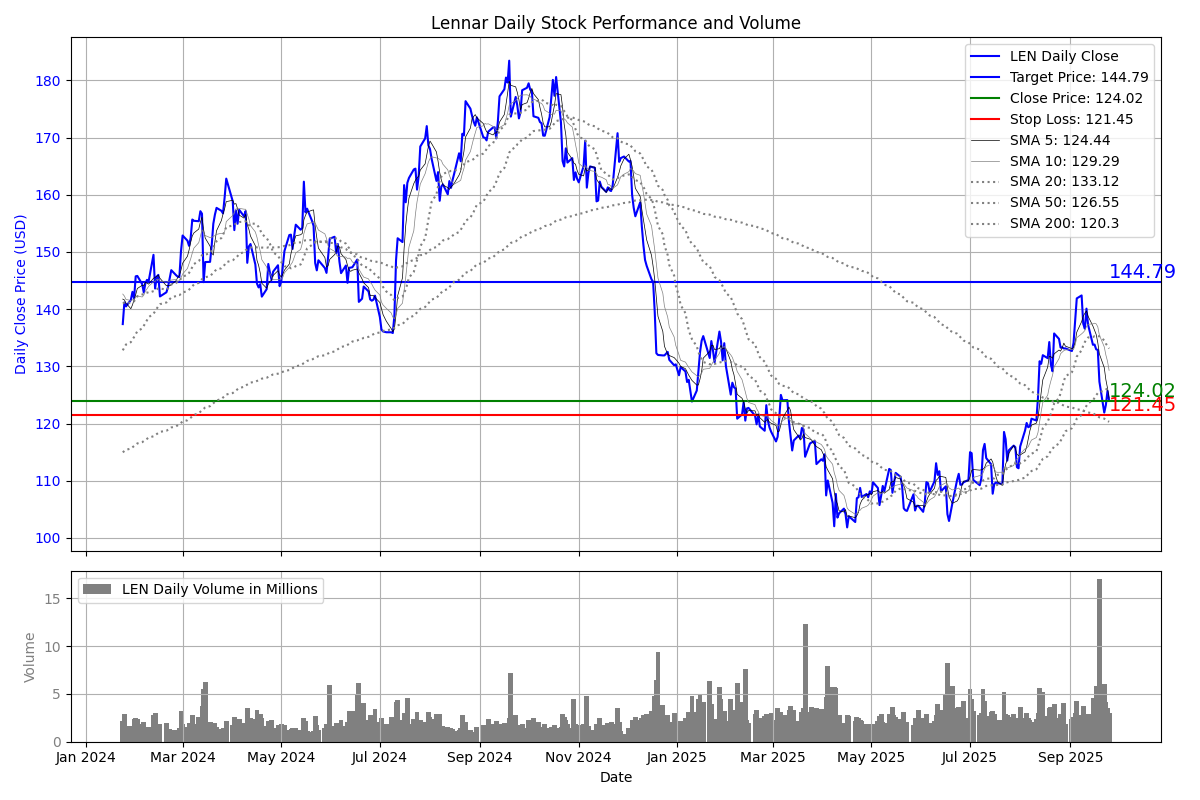 Lennar Daily Stock Performance and Volume
LEN Daily Close
Target Price: 144.79
Close Price: 124.02
Stop Loss: 121.45
SMA 5: 124.44
SMA 10: 129.29
SMA 20: 133.12
SMA 50: 126.55
SMA 200: 120.3
Daily Close Price (USD)
180
170
160
150
140
130
120
110
100
144.79
124.02
121.45
LEN Daily Volume in Millions
Volume
15
10
5
0
Jan 2024 Mar 2024 May 2024 Jul 2024 Sep 2024 Nov 2024 Jan 2025 Mar 2025 May 2025 Jul 2025 Sep 2025
Date